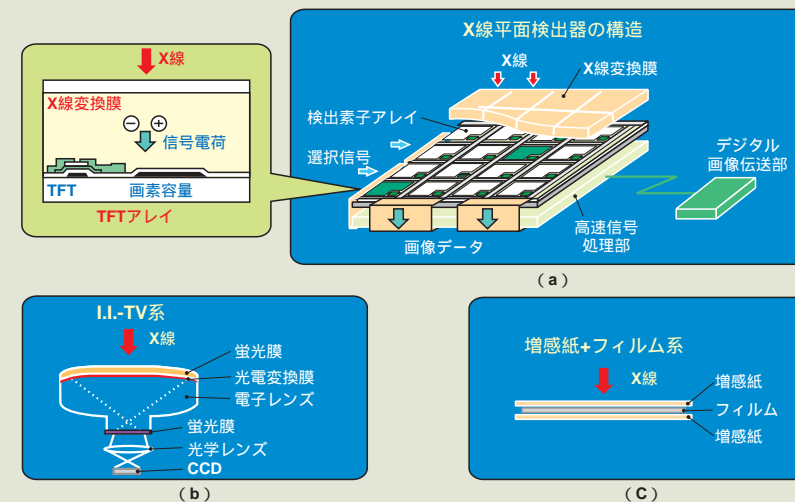 X線
X線変換膜
信号電荷
TFT
画素容量
TFTアレイ
X線平面検出器の構造
X線
X線変換膜
検出素子アレイ
選択信号
デジタル
画像伝送部
高速信号
処理部
画像データ
(a)
I.I.-TV系
X線
蛍光膜
光電変換膜
電子レンズ
蛍光膜
光学レンズ
CCD
(b)
増感紙+フィルム系
X線
増感紙
フィルム
増感紙
(C)